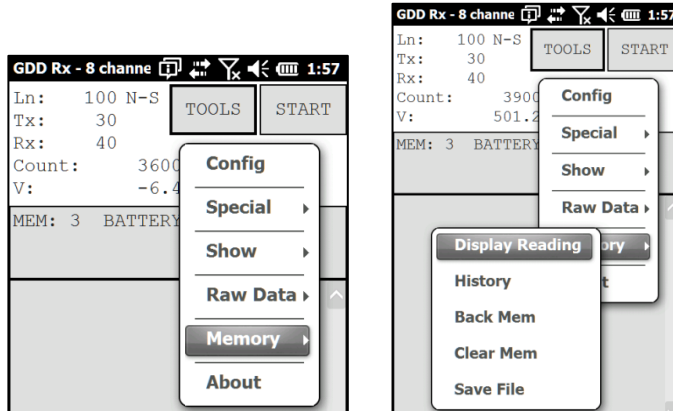 GDD Rx - 8 channe 1:57
Ln: 100 N-S
Tx: 30
Rx: 40
Count: 3600
V: -6.4
TOOLS
START
MEM: 3 BATTERY
Config
Special
Show
Raw Data
Memory
About
GDD Rx - 8 channe 1:57
Ln: 100 N-S
Tx: 30
Rx: 40
Count: 3900
V: 501.2
TOOLS
START
MEM: 3 BATTERY
Config
Special
Show
Raw Data
ory
t
Display Reading
History
Back Mem
Clear Mem
Save File